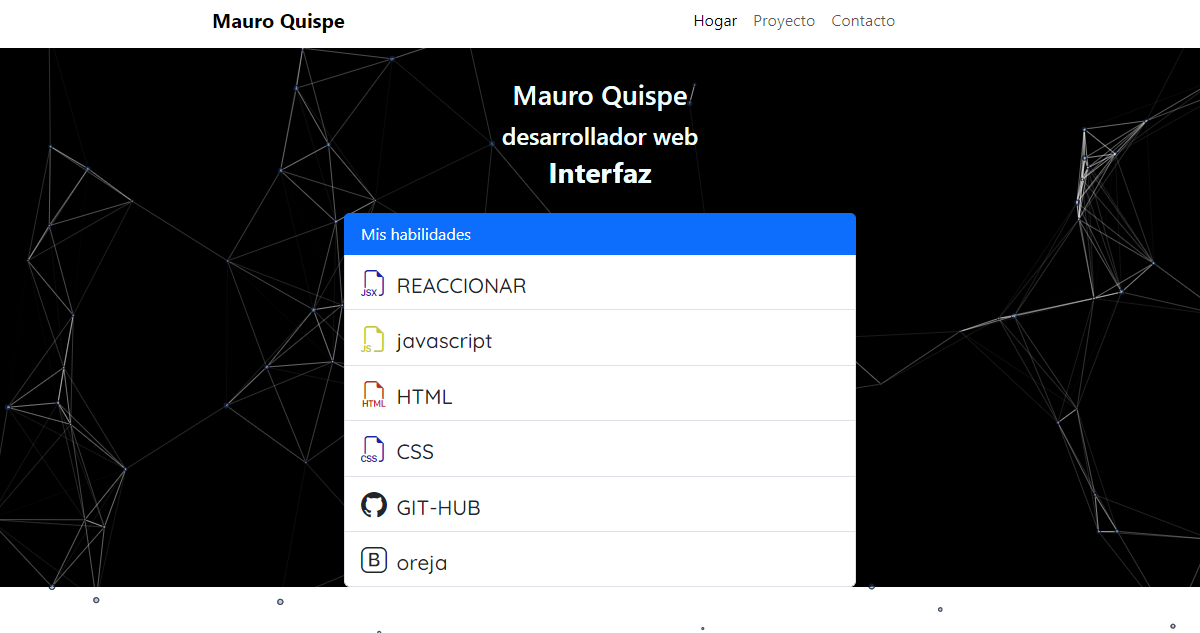 Mauro Quispe
Hogar Proyecto Contacto
Mauro Quispe
desarrollador web
Interfaz
Mis habilidades
JSX REACCIONAR
JS javascript
HTML HTML
CSS CSS
GIT-HUB
B oreja